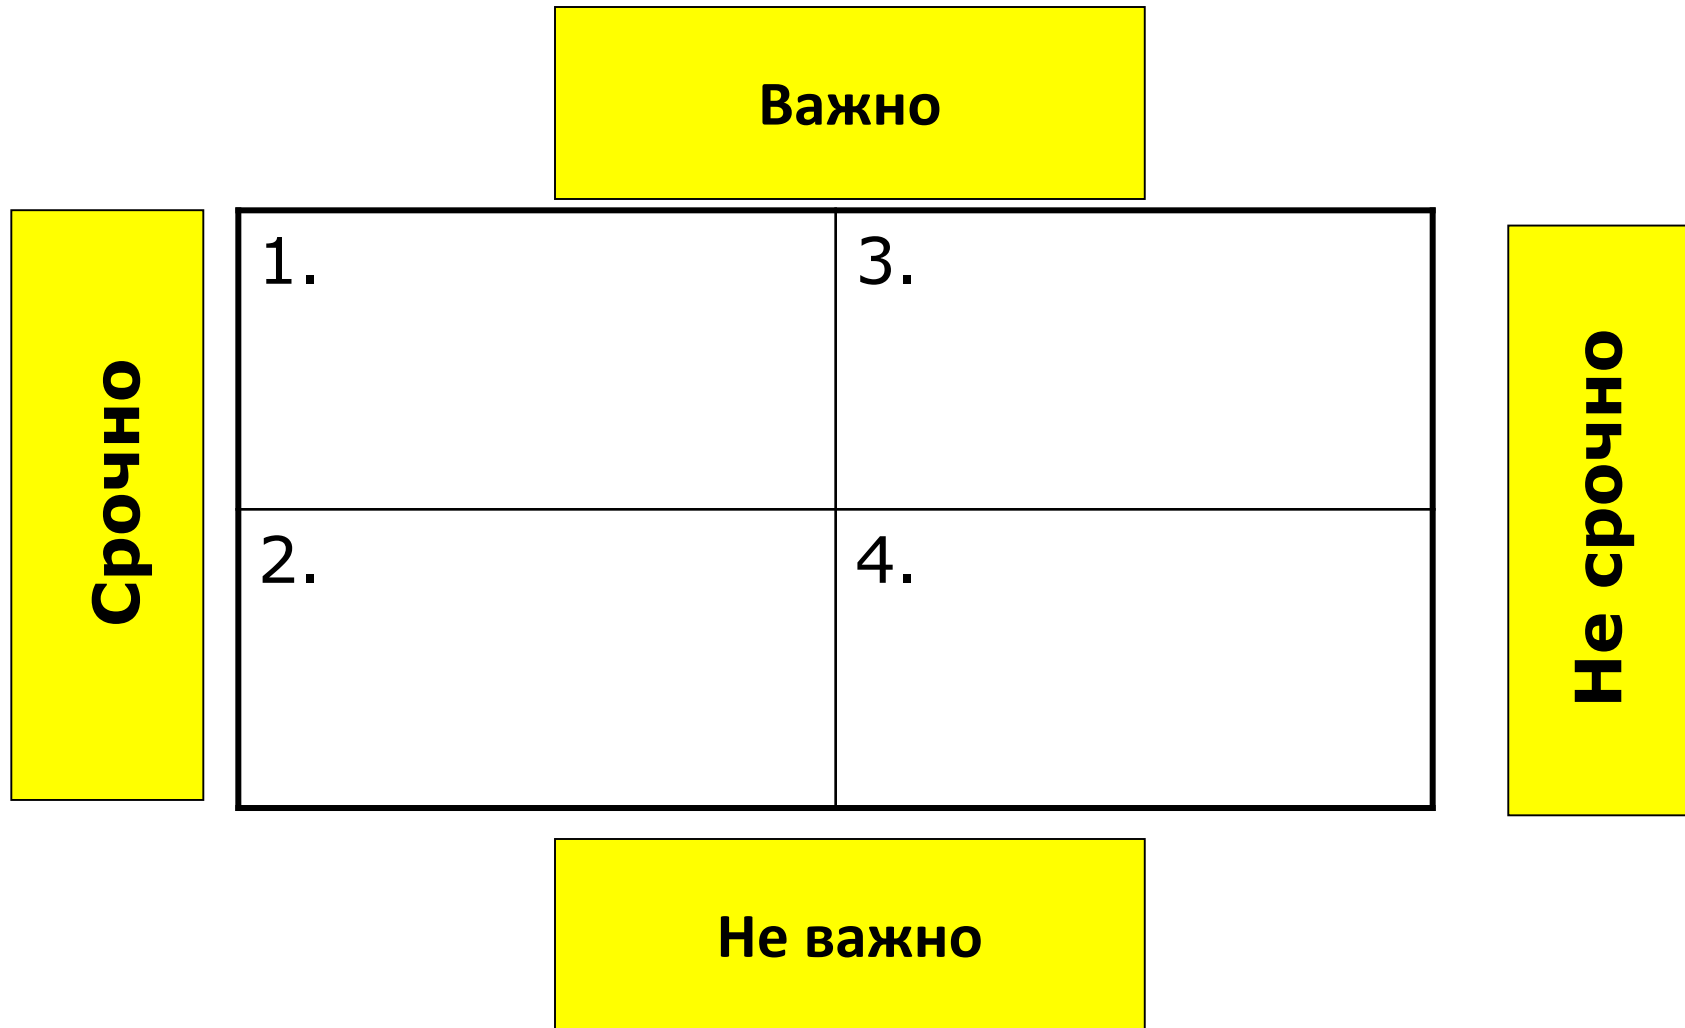 Важно
Срочно
1.
3.
Не срочно
2.
4.
Не важно